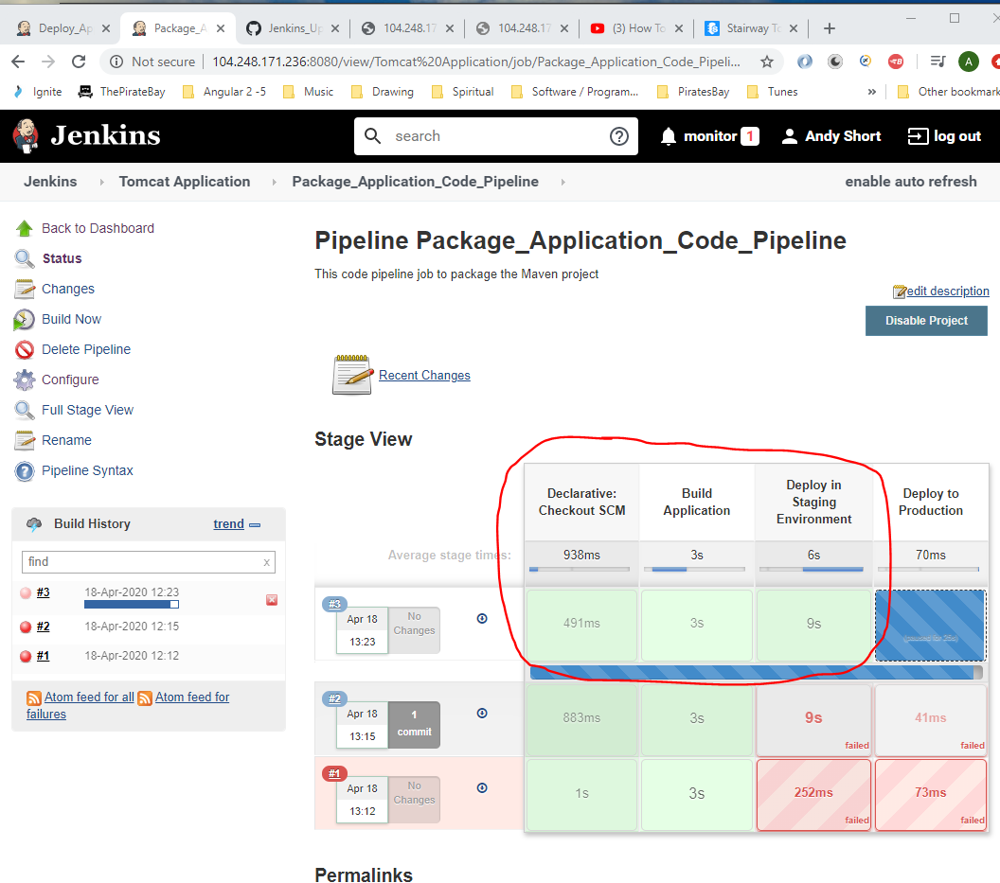 Deploy_Ap
Package_A
Jenkins_Up
104.248.17
104.248.17
(3) How To
Stairway To
Not secure
104.248.171.236:8080/view/Tomcat%20Application/job/Package_Application_Code_Pipeli...
A
Ignite
ThePirateBay
Angular 2 -5
Music
Drawing
Spiritual
Software / Program...
PiratesBay
Tunes
»
Other bookmark
Jenkins
search
monitor 1
Andy Short
log out
Jenkins
Tomcat Application
Package_Application_Code_Pipeline
enable auto refresh
Back to Dashboard
Status
Changes
Build Now
Delete Pipeline
Configure
Full Stage View
Rename
Pipeline Syntax
Build History
trend
find
x
#3 18-Apr-2020 12:23
#2 18-Apr-2020 12:15
#1 18-Apr-2020 12:12
Atom feed for all
Atom feed for
failures
Pipeline Package_Application_Code_Pipeline
This code pipeline job to package the Maven project
edit description
Disable Project
Recent Changes
Stage View
Declarative:
Checkout SCM
Build
Application
Deploy in
Staging
Environment
Deploy to
Production
Average stage times:
938ms
3s
6s
70ms
#3
Apr 18
13:23
No
Changes
491ms
3s
9s
#2
Apr 18
13:15
1
commit
883ms
3s
9s
failed
41ms
failed
#1
Apr 18
13:12
No
Changes
1s
3s
252ms
failed
73ms
failed
Permalinks